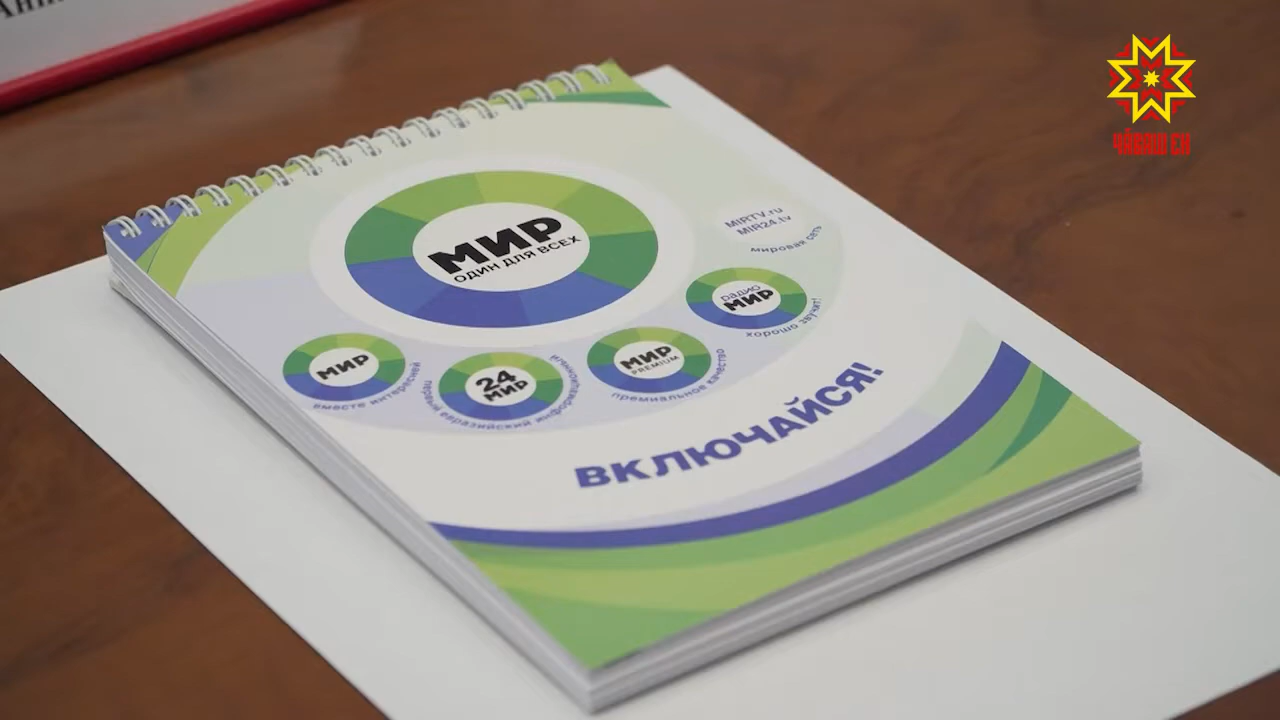 ЧӐВАШ ЕН
МИР
ОДИН ДЛЯ ВСЕХ
MIRTV.ru
MIR24.tv
мировая сеть
радио
МИР
хорошо звучит!
МИР
вместе интересней
24
МИР
первый евразийский информационный
МИР
PREMIUM
премиальное качество
ВКЛЮЧАЙСЯ!